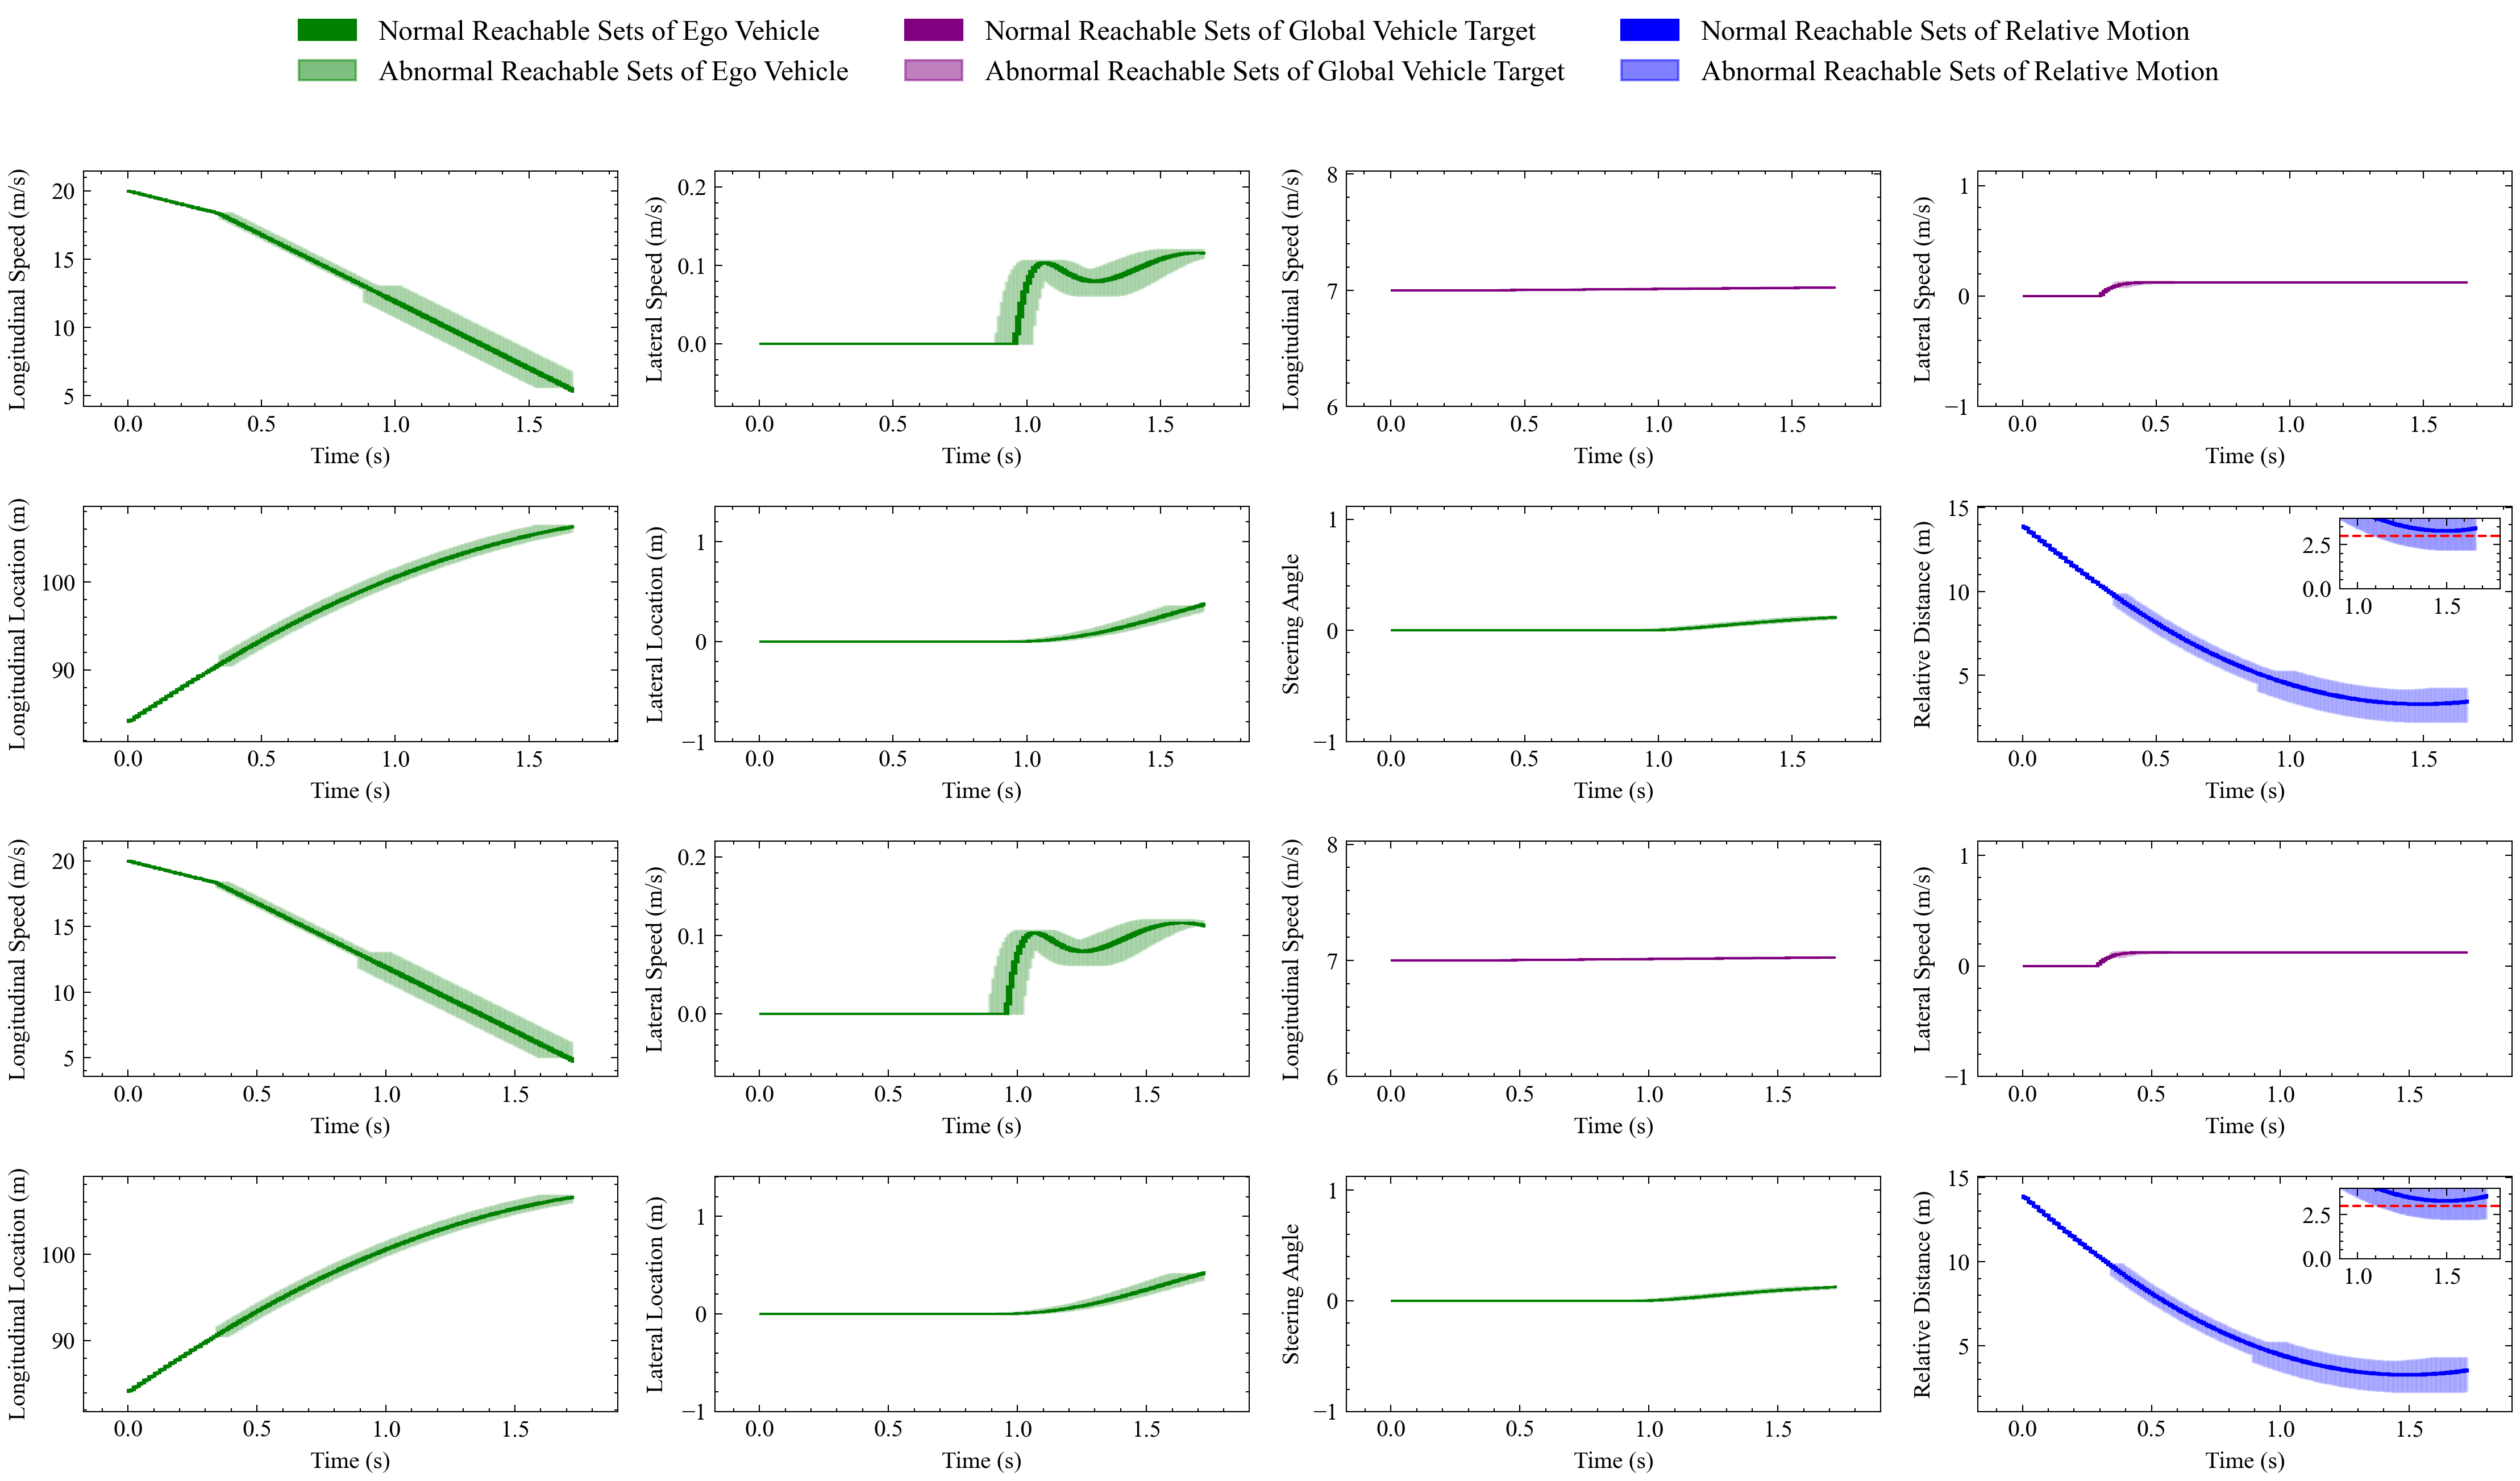 Normal Reachable Sets of Ego Vehicle
Abnormal Reachable Sets of Ego Vehicle
Normal Reachable Sets of Global Vehicle Target
Abnormal Reachable Sets of Global Vehicle Target
Normal Reachable Sets of Relative Motion
Abnormal Reachable Sets of Relative Motion
Longitudinal Speed (m/s)
20
15
10
5
0.0 0.5 1.0 1.5
Time (s)
Lateral Speed (m/s)
0.2
0.1
0.0
0.0 0.5 1.0 1.5
Time (s)
Longitudinal Speed (m/s)
8
7
6
0.0 0.5 1.0 1.5
Time (s)
Lateral Speed (m/s)
1
0
−1
0.0 0.5 1.0 1.5
Time (s)
Longitudinal Location (m)
100
90
0.0 0.5 1.0 1.5
Time (s)
Lateral Location (m)
1
0
−1
0.0 0.5 1.0 1.5
Time (s)
Steering Angle
1
0
−1
0.0 0.5 1.0 1.5
Time (s)
Relative Distance (m)
15
10
5
2.5
0.0
1.0 1.5
0.0 0.5 1.0 1.5
Time (s)
Longitudinal Speed (m/s)
20
15
10
5
0.0 0.5 1.0 1.5
Time (s)
Lateral Speed (m/s)
0.2
0.1
0.0
0.0 0.5 1.0 1.5
Time (s)
Longitudinal Speed (m/s)
8
7
6
0.0 0.5 1.0 1.5
Time (s)
Lateral Speed (m/s)
1
0
−1
0.0 0.5 1.0 1.5
Time (s)
Longitudinal Location (m)
100
90
0.0 0.5 1.0 1.5
Time (s)
Lateral Location (m)
1
0
−1
0.0 0.5 1.0 1.5
Time (s)
Steering Angle
1
0
−1
0.0 0.5 1.0 1.5
Time (s)
Relative Distance (m)
15
10
5
2.5
0.0
1.0 1.5
0.0 0.5 1.0 1.5
Time (s)